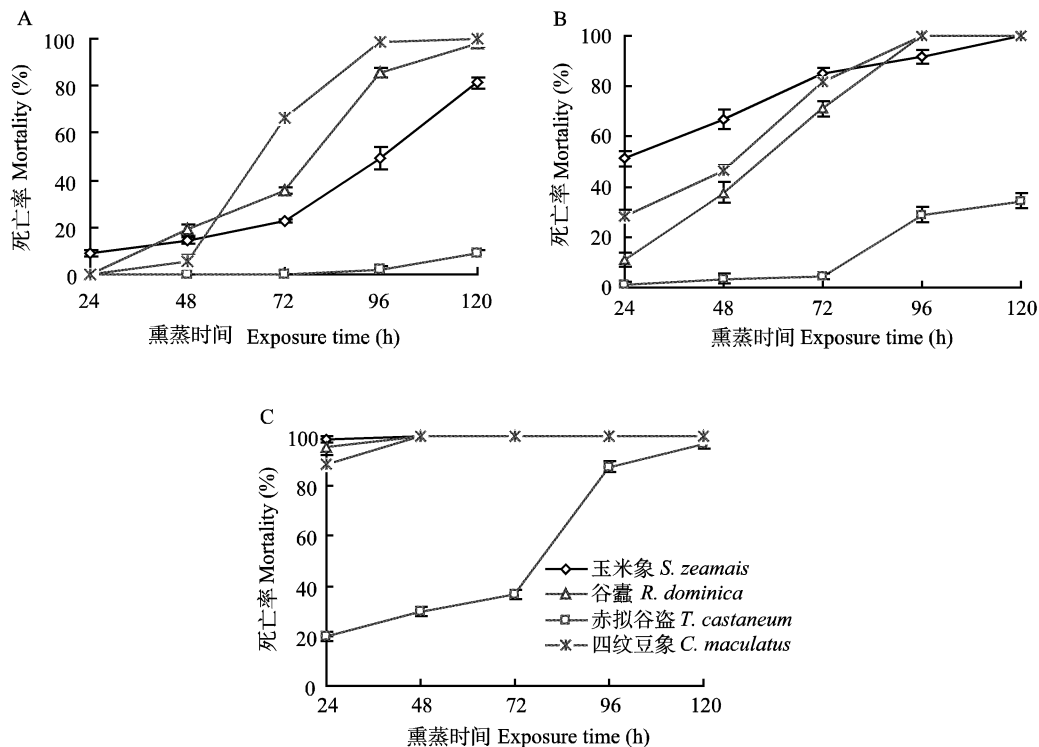 A
死亡率 Mortality (%)
100
80
60
40
20
0
24 48 72 96 120
熏蒸时间 Exposure time (h)
B
死亡率 Mortality (%)
100
80
60
40
20
0
24 48 72 96 120
熏蒸时间 Exposure time (h)
C
死亡率 Mortality (%)
100
80
60
40
20
0
24 48 72 96 120
熏蒸时间 Exposure time (h)
玉米象 S. zeamais
谷蠹 R. dominica
赤拟谷盗 T. castaneum
四纹豆象 C. maculatus